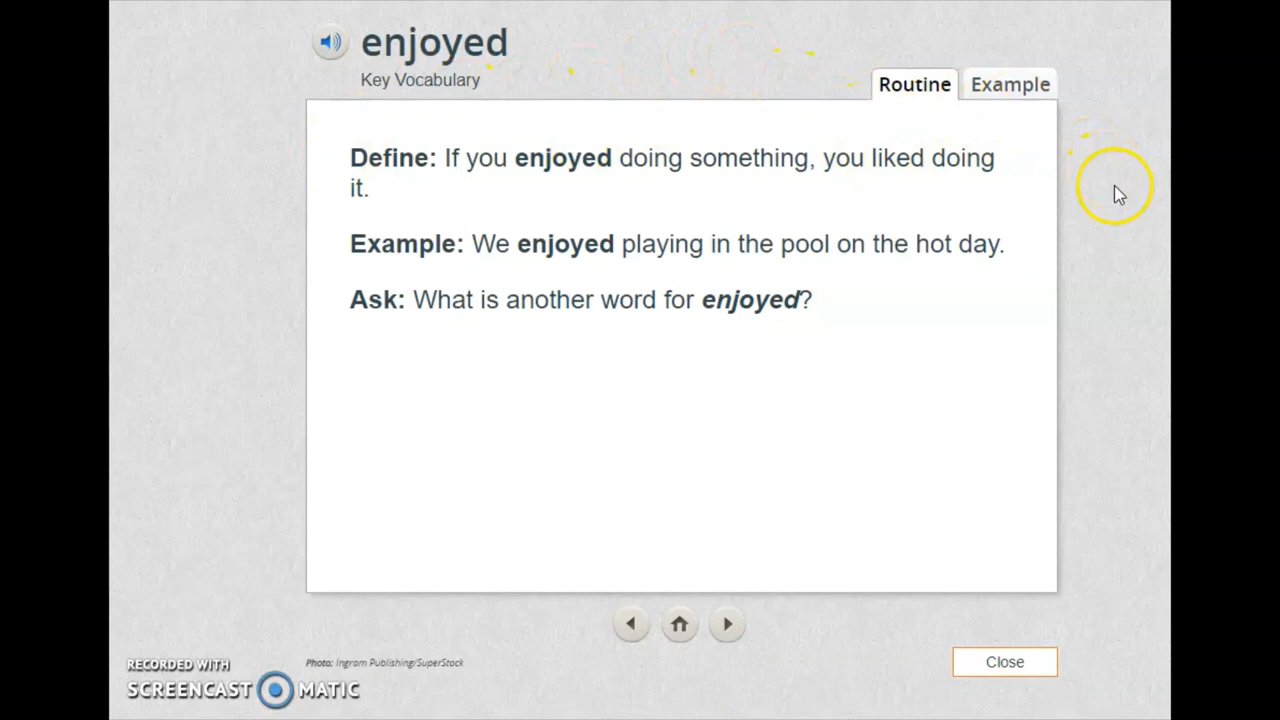 enjoyed
Key Vocabulary
Routine
Example
Define: If you enjoyed doing something, you liked doing
it.
Example: We enjoyed playing in the pool on the hot day.
Ask: What is another word for enjoyed?
Photo: Ingram Publishing/SuperStock
Close
RECORDED WITH
SCREENCAST MATIC